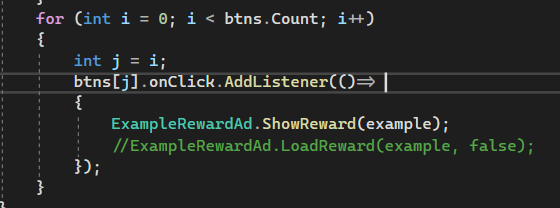 for (int i = 0; i < btns.Count; i++)
{
int j = i;
btns[j].onClick.AddListener(()=>
{
ExampleRewardAd.ShowReward(example);
//ExampleRewardAd.LoadReward(example, false);
});
}